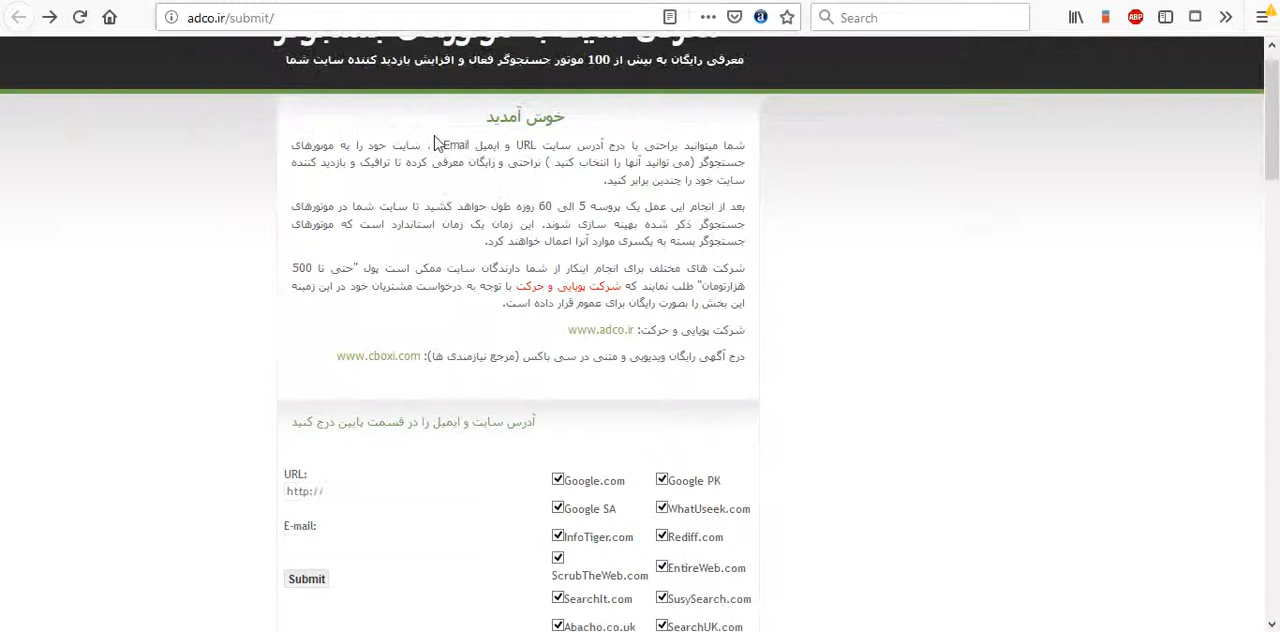 adco.ir/submit/
Search
معرفی رایگان به بیش از 100 موتور جستجوگر فعال و افزایش بازدید کننده سایت شما
خوش آمدید
شما میتوانید براحتی با درج آدرس سایت URL و ایمیل Email ، سایت خود را به موتورهای
جستجوگر (می توانید آنها را انتخاب کنید ) براحتی و رایگان معرفی کرده تا ترافیک و بازدید کننده
سایت خود را چندین برابر کنید.
بعد از انجام این عمل یک پروسه 5 الی 60 روزه طول خواهد کشید تا سایت شما در موتورهای
جستجوگر ذکر شده بهینه سازی شوند. این زمان یک زمان استاندارد است که موتورهای
جستجوگر بسته به یکسری موارد آنرا اعمال خواهند کرد.
شرکت های مختلف برای انجام اینکار از شما دارندگان سایت ممکن است پول "حتی تا 500
هزارتومان" طلب نمایند که شرکت پویایی و حرکت با توجه به درخواست مشتریان خود در این زمینه
این بخش را بصورت رایگان برای عموم قرار داده است.
شرکت پویایی و حرکت: www.adco.ir
درج آگهی رایگان ویدیویی و متنی در سی باکس (مرجع نیازمندی ها): www.cboxi.com
آدرس سایت و ایمیل را در قسمت پایین درج کنید
URL:
http://
E-mail:
Submit
Google.com Google PK
Google SA WhatUseek.com
InfoTiger.com Rediff.com
ScrubTheWeb.com EntireWeb.com
SearchIt.com SusySearch.com
Abacho.co.uk SearchUK.com
ABP
a